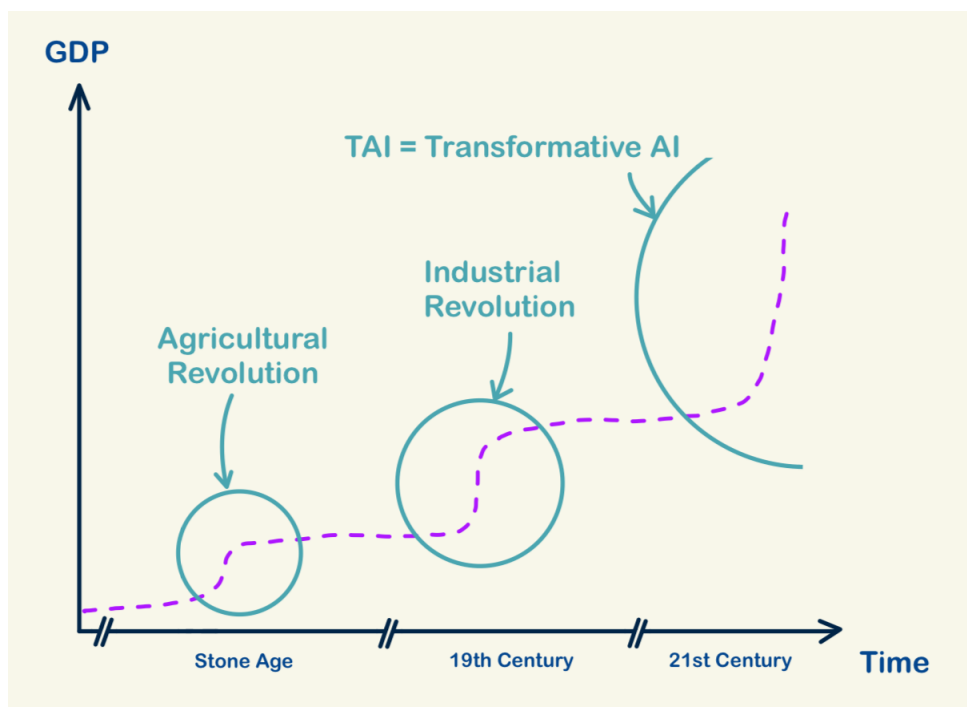 GDP
TAI = Transformative AI
Industrial
Revolution
Agricultural
Revolution
Stone Age
19th Century
21st Century
Time